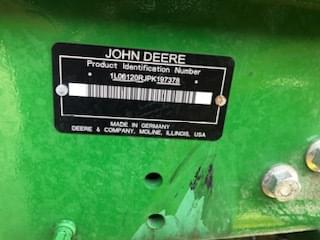 JOHN DEERE
Product Identification Number
1L06120RJPK197378
MADE IN GERMANY
DEERE & COMPANY, MOLINE, ILLINOIS, USA